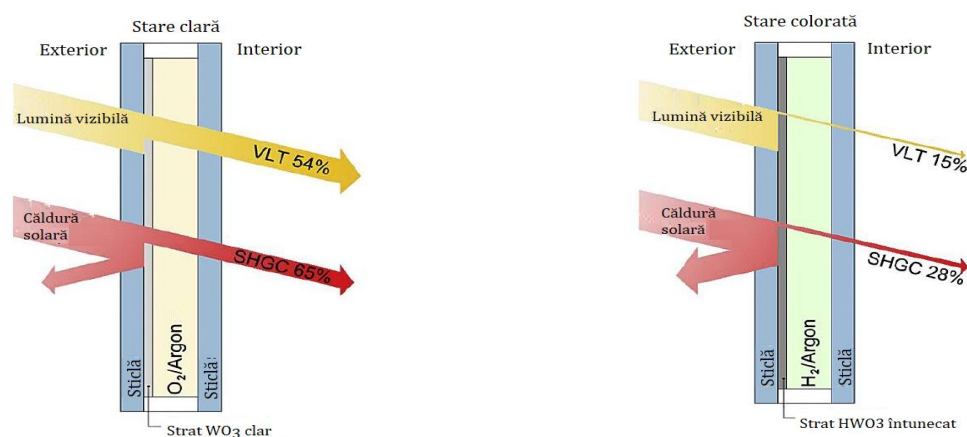 Stare clară
Exterior
Interior
Lumină vizibilă
VLT 54%
Căldură
solară
SHGC 65%
Sticlă
O₂/Argon
Sticlă
Strat WO₃ clar
Stare colorată
Exterior
Interior
Lumină vizibilă
VLT 15%
Căldură
solară
SHGC 28%
Sticlă
H₂/Argon
Sticlă
Strat HWO3 întunecat